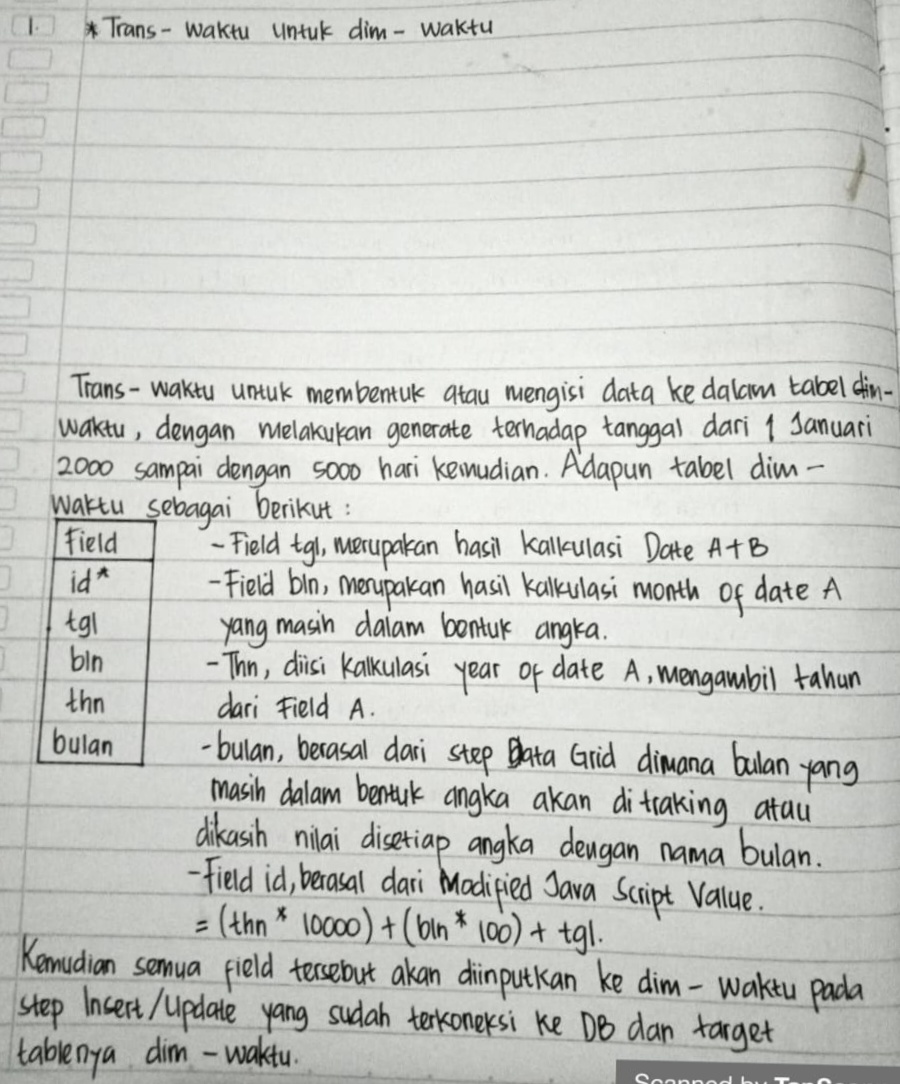 1. * Trans - waktu untuk dim - waktu
Trans - waktu untuk membentuk atau mengisi data ke dalam tabel dim-
waktu, dengan melakukan generate terhadap tanggal dari 1 Januari
2000 sampai dengan 5000 hari kemudian. Adapun tabel dim -
waktu sebagai berikut :
Field
id*
tgl
bln
thn
bulan
- Field tgl, merupakan hasil kalkulasi Date A+B
- Field bln, merupakan hasil kalkulasi month of date A
yang masih dalam bentuk angka.
- Thn, diisi kalkulasi year of date A, mengambil tahun
dari Field A.
- bulan, berasal dari step Data Grid dimana bulan yang
masih dalam bentuk angka akan di traking atau
dikasih nilai disetiap angka dengan nama bulan.
- Field id, berasal dari Modified Java Script Value.
= (thn * 10000) + (bln * 100) + tgl.
Kemudian semua field tersebut akan diinputkan ke dim - waktu pada
step Insert/Update yang sudah terkoneksi ke DB dan target
tablenya dim - waktu.